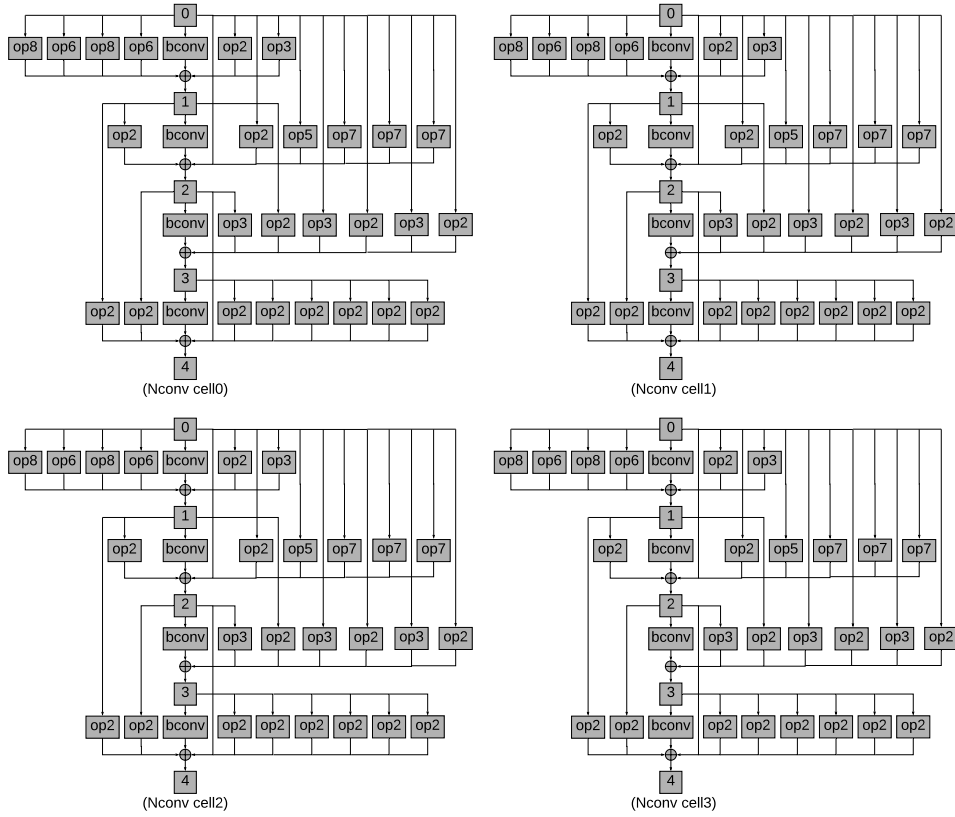 0 0
op8 op6 op8 op6 bconv op2 op3 op8 op6 op8 op6 bconv op2 op3
1 1
op2 bconv op2 op5 op7 op7 op7 op2 bconv op2 op5 op7 op7 op7
2 2
bconv op3 op2 op3 op2 op3 op2 bconv op3 op2 op3 op2 op3 op2
3 3
op2 op2 bconv op2 op2 op2 op2 op2 op2 op2 op2 bconv op2 op2 op2 op2 op2 op2
4 4
(Nconv cell0) (Nconv cell1)
0 0
op8 op6 op8 op6 bconv op2 op3 op8 op6 op8 op6 bconv op2 op3
1 1
op2 bconv op2 op5 op7 op7 op7 op2 bconv op2 op5 op7 op7 op7
2 2
bconv op3 op2 op3 op2 op3 op2 bconv op3 op2 op3 op2 op3 op2
3 3
op2 op2 bconv op2 op2 op2 op2 op2 op2 op2 op2 bconv op2 op2 op2 op2 op2 op2
4 4
(Nconv cell2) (Nconv cell3)